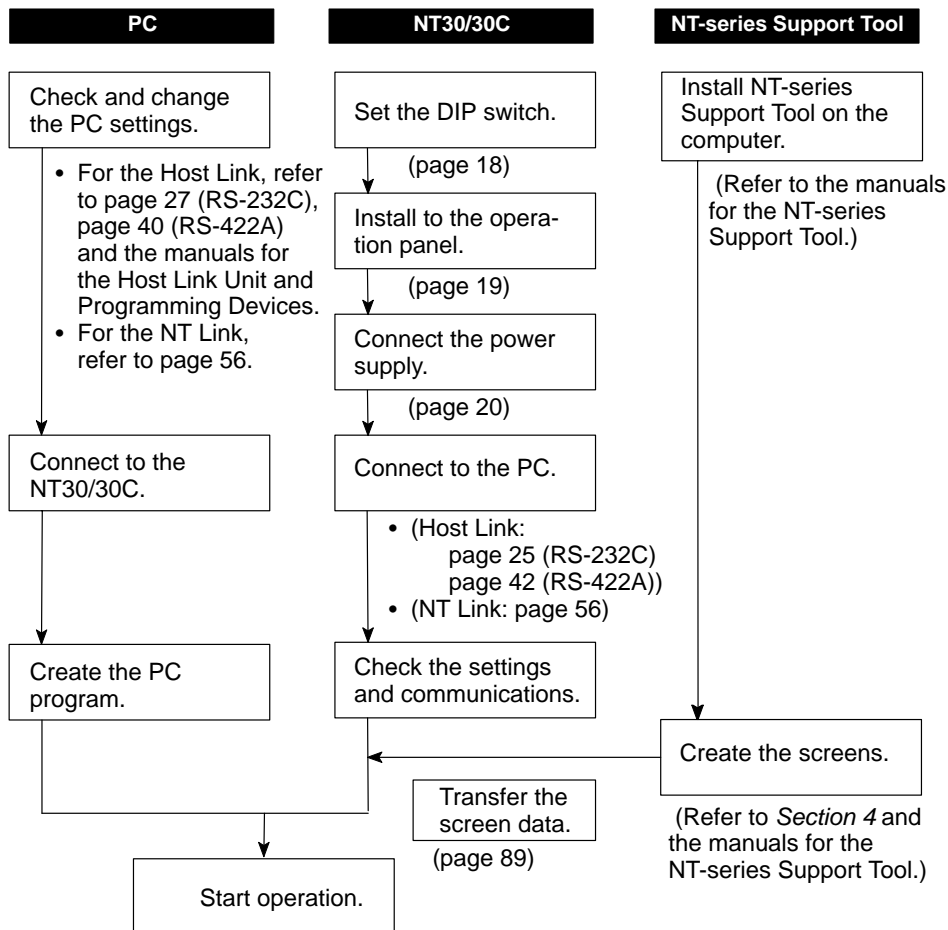 PC
Check and change
the PC settings.
• For the Host Link, refer
to page 27 (RS-232C),
page 40 (RS-422A)
and the manuals for
the Host Link Unit and
Programming Devices.
• For the NT Link,
refer to page 56.
Connect to the
NT30/30C.
Create the PC
program.
NT30/30C
Set the DIP switch.
(page 18)
Install to the opera-
tion panel.
(page 19)
Connect the power
supply.
(page 20)
Connect to the PC.
• (Host Link:
page 25 (RS-232C)
page 42 (RS-422A))
• (NT Link: page 56)
Check the settings
and communications.
NT-series Support Tool
Install NT-series
Support Tool on the
computer.
(Refer to the manuals
for the NT-series
Support Tool.)
Create the screens.
(Refer to Section 4 and
the manuals for the
NT-series Support Tool.)
Transfer the
screen data.
(page 89)
Start operation.